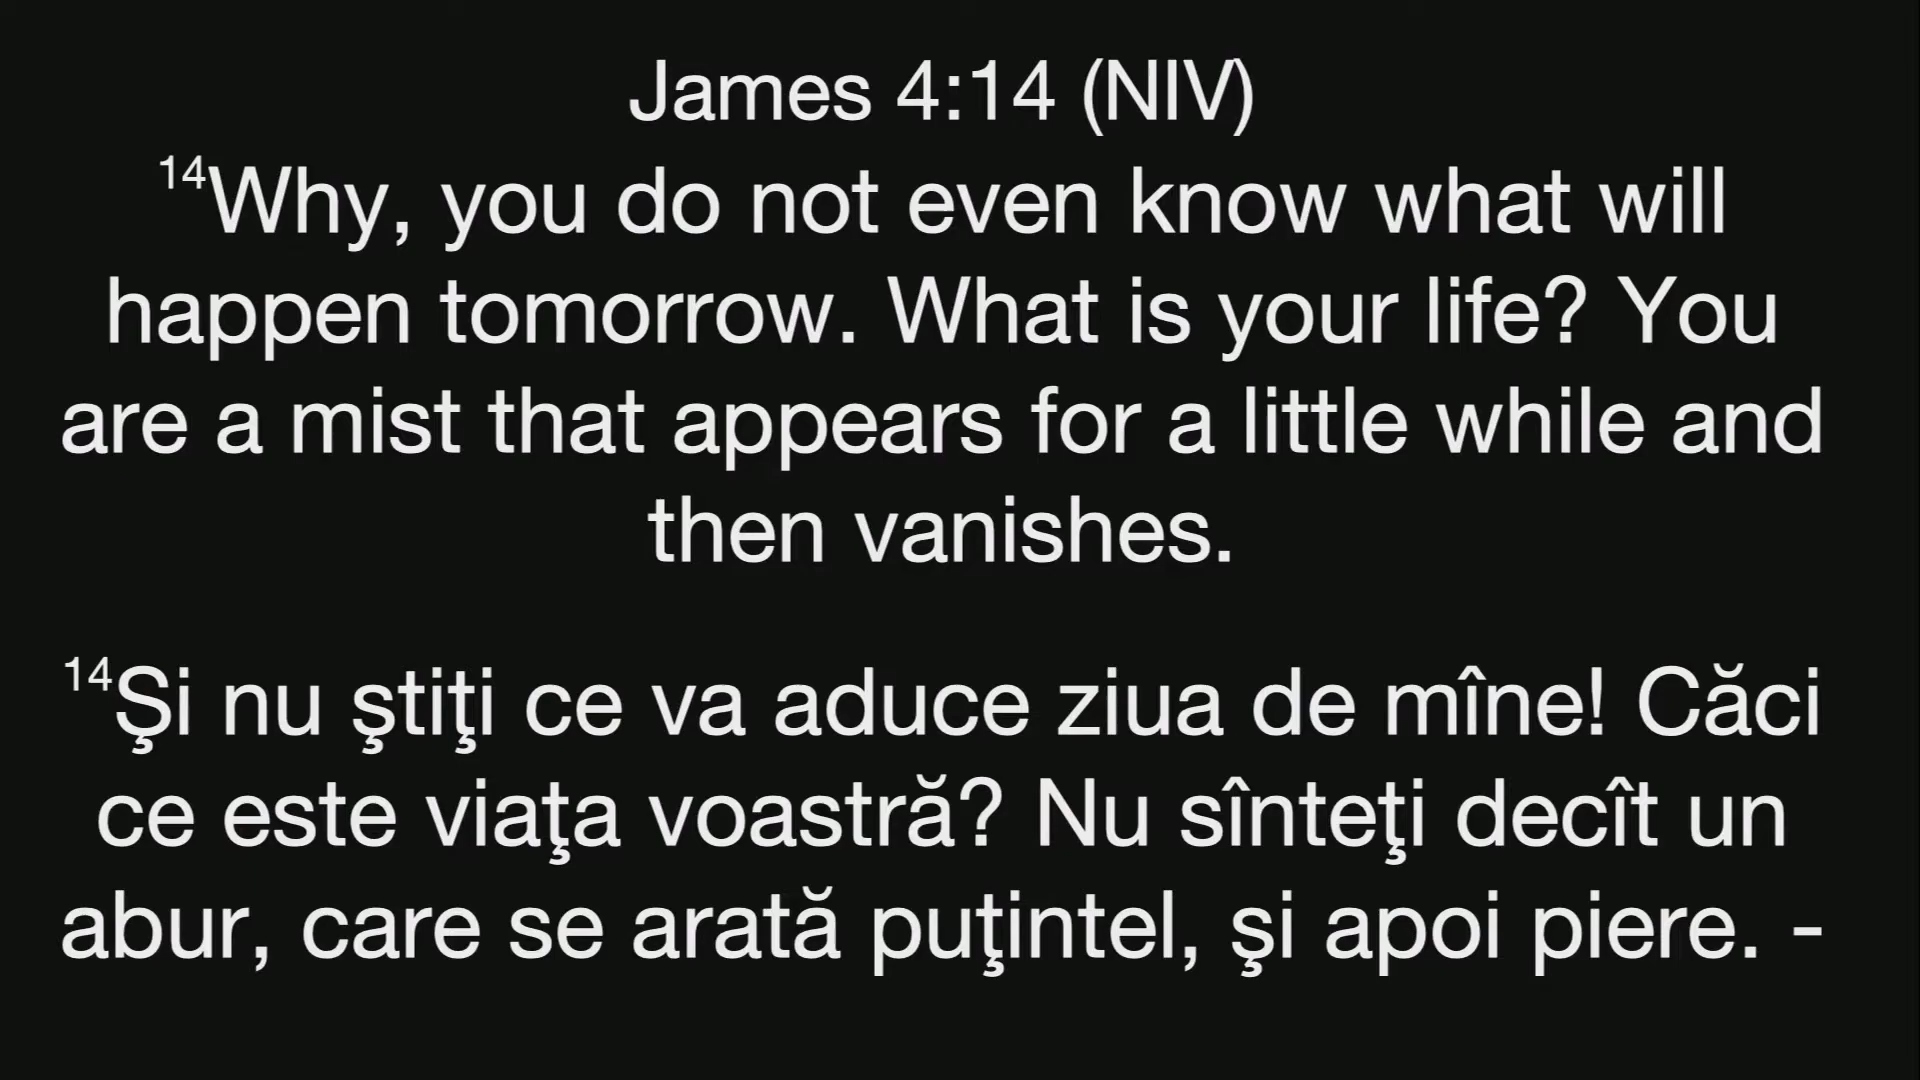 James 4:14 (NIV)
14Why, you do not even know what will
happen tomorrow. What is your life? You
are a mist that appears for a little while and
then vanishes.
14Şi nu ştiţi ce va aduce ziua de mîne! Căci
ce este viaţa voastră? Nu sînteţi decît un
abur, care se arată puţintel, şi apoi piere. -